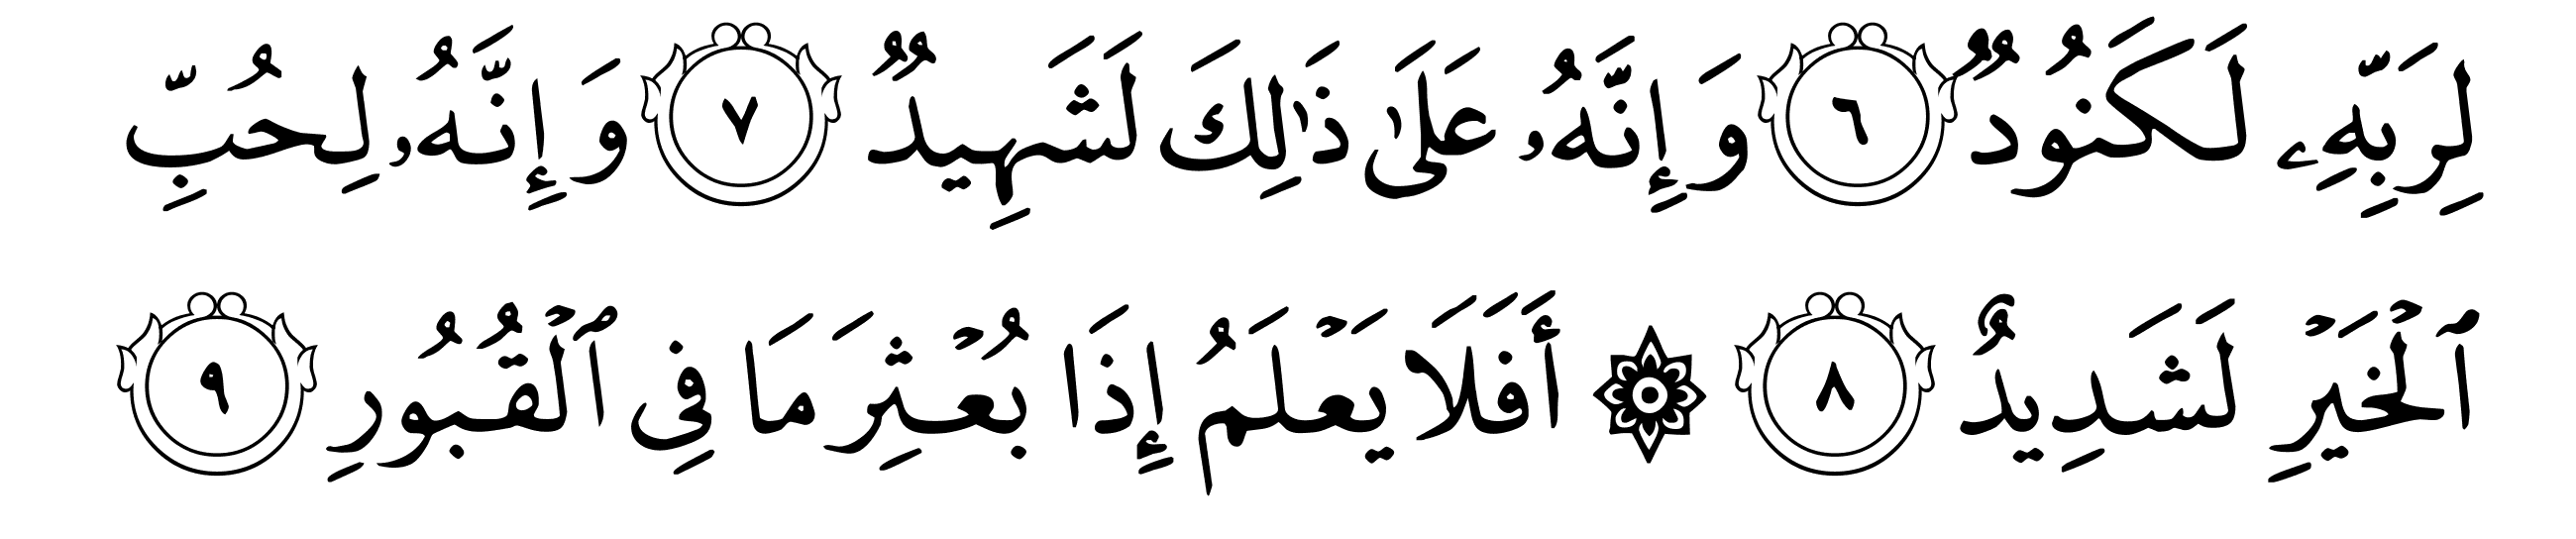 لِرَبِّهِۦ لَكَنُودٌۭ ٦ وَإِنَّهُۥ عَلَىٰ ذَٰلِكَ لَشَهِيدٌۭ ٧ وَإِنَّهُۥ لِحُبِّ
ٱلْخَيْرِ لَشَدِيدٌ ٨ ۞ أَفَلَا يَعْلَمُ إِذَا بُعْثِرَ مَا فِى ٱلْقُبُورِ ٩